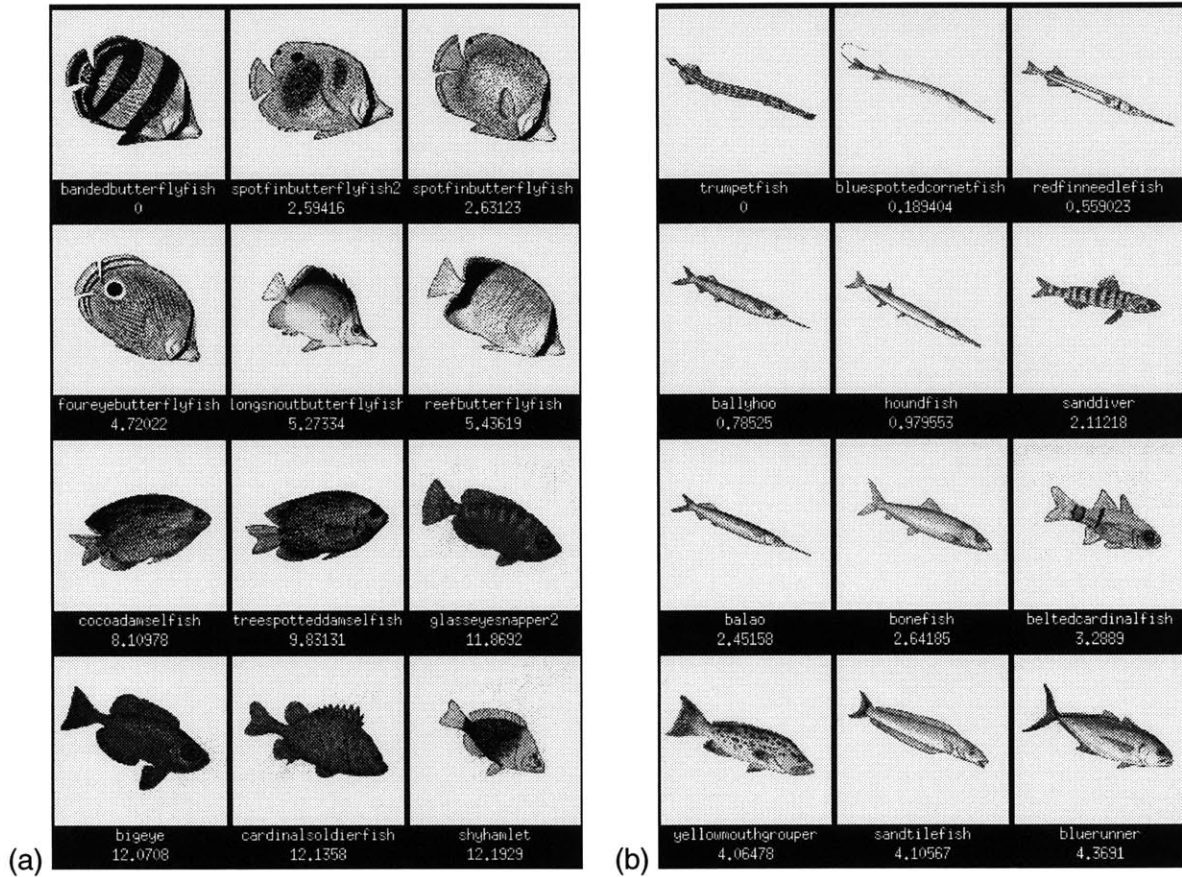 bandedbutterflyfish spotfinbutterflyfish2 spotfinbutterflyfish
0 2.59416 2.63123
foureyebutterflyfish longsnoutbutterflyfish reefbutterflyfish
4.72022 5.27334 5.43619
cocoadamselfish treespotteddamselfish glasseyesnapper2
8.10978 9.83131 11.8692
bigeye cardinalsoldierfish shyhamlet
12.0708 12.1358 12.1929
(a)
trumpetfish bluespottedcornetfish redfinneedlefish
0 0.189404 0.559023
ballyhoo houndfish sanddiver
0.78525 0.979553 2.11218
balao bonefish beltedcardinalfish
2.45158 2.64185 3.2889
yellowmouthgrouper sandtilefish bluerunner
4.06478 4.10567 4.3691
(b)